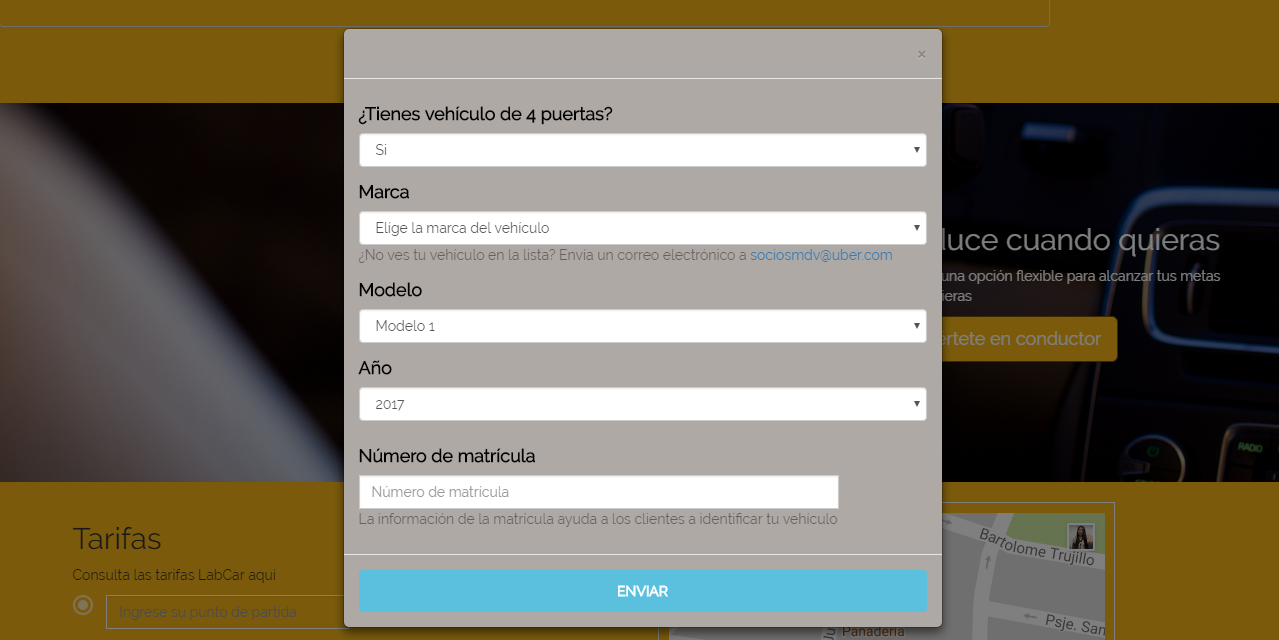 ×
¿Tienes vehículo de 4 puertas?
Si
Marca
Elige la marca del vehículo
¿No ves tu vehículo en la lista? Envía un correo electrónico a sociosmdv@uber.com
Modelo
Modelo 1
Año
2017
Número de matrícula
Número de matrícula
La información de la matrícula ayuda a los clientes a identificar tu vehículo
ENVIAR
duce cuando quieras
una opción flexible para alcanzar tus metas
ieras
értete en conductor
RADIO
Tarifas
Consulta las tarifas LabCar aquí
Ingrese su punto de partida
Bartolome Trujillo
Psje. San
Panadería